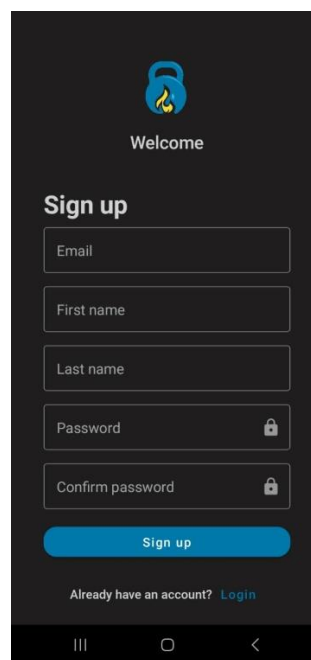 Welcome
Sign up
Email
First name
Last name
Password
Confirm password
Sign up
Already have an account? Login